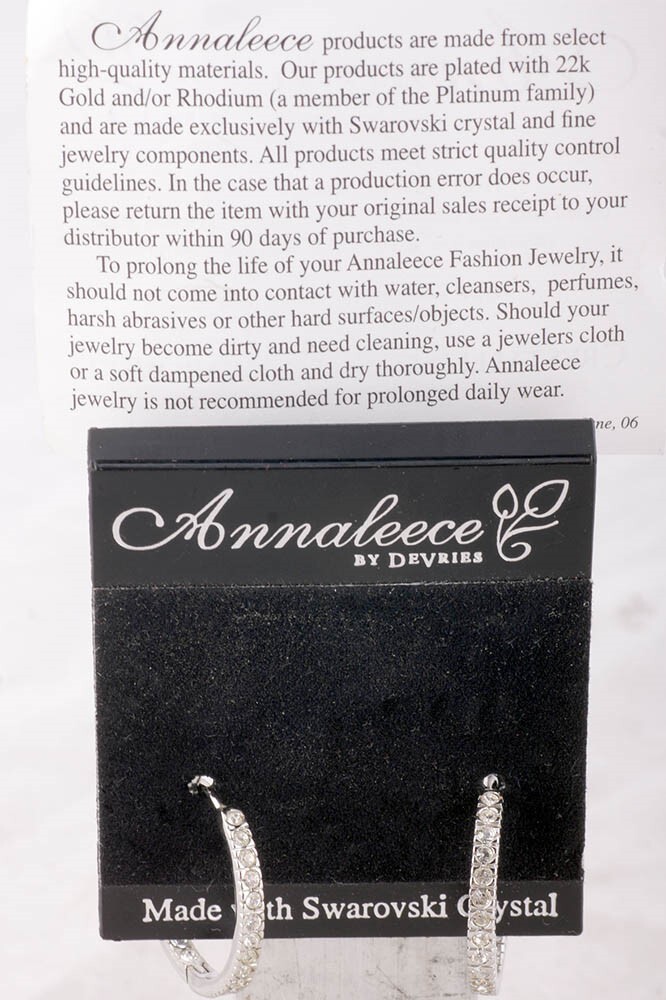 Annaleece products are made from select
high-quality materials. Our products are plated with 22k
Gold and/or Rhodium (a member of the Platinum family)
and are made exclusively with Swarovski crystal and fine
jewelry components. All products meet strict quality control
guidelines. In the case that a production error does occur,
please return the item with your original sales receipt to your
distributor within 90 days of purchase.
To prolong the life of your Annaleece Fashion Jewelry, it
should not come into contact with water, cleansers, perfumes,
harsh abrasives or other hard surfaces/objects. Should your
jewelry become dirty and need cleaning, use a jewelers cloth
or a soft dampened cloth and dry thoroughly. Annaleece
jewelry is not recommended for prolonged daily wear.
ne, 06
Annaleece
BY DEVRIES
Made with Swarovski Crystal